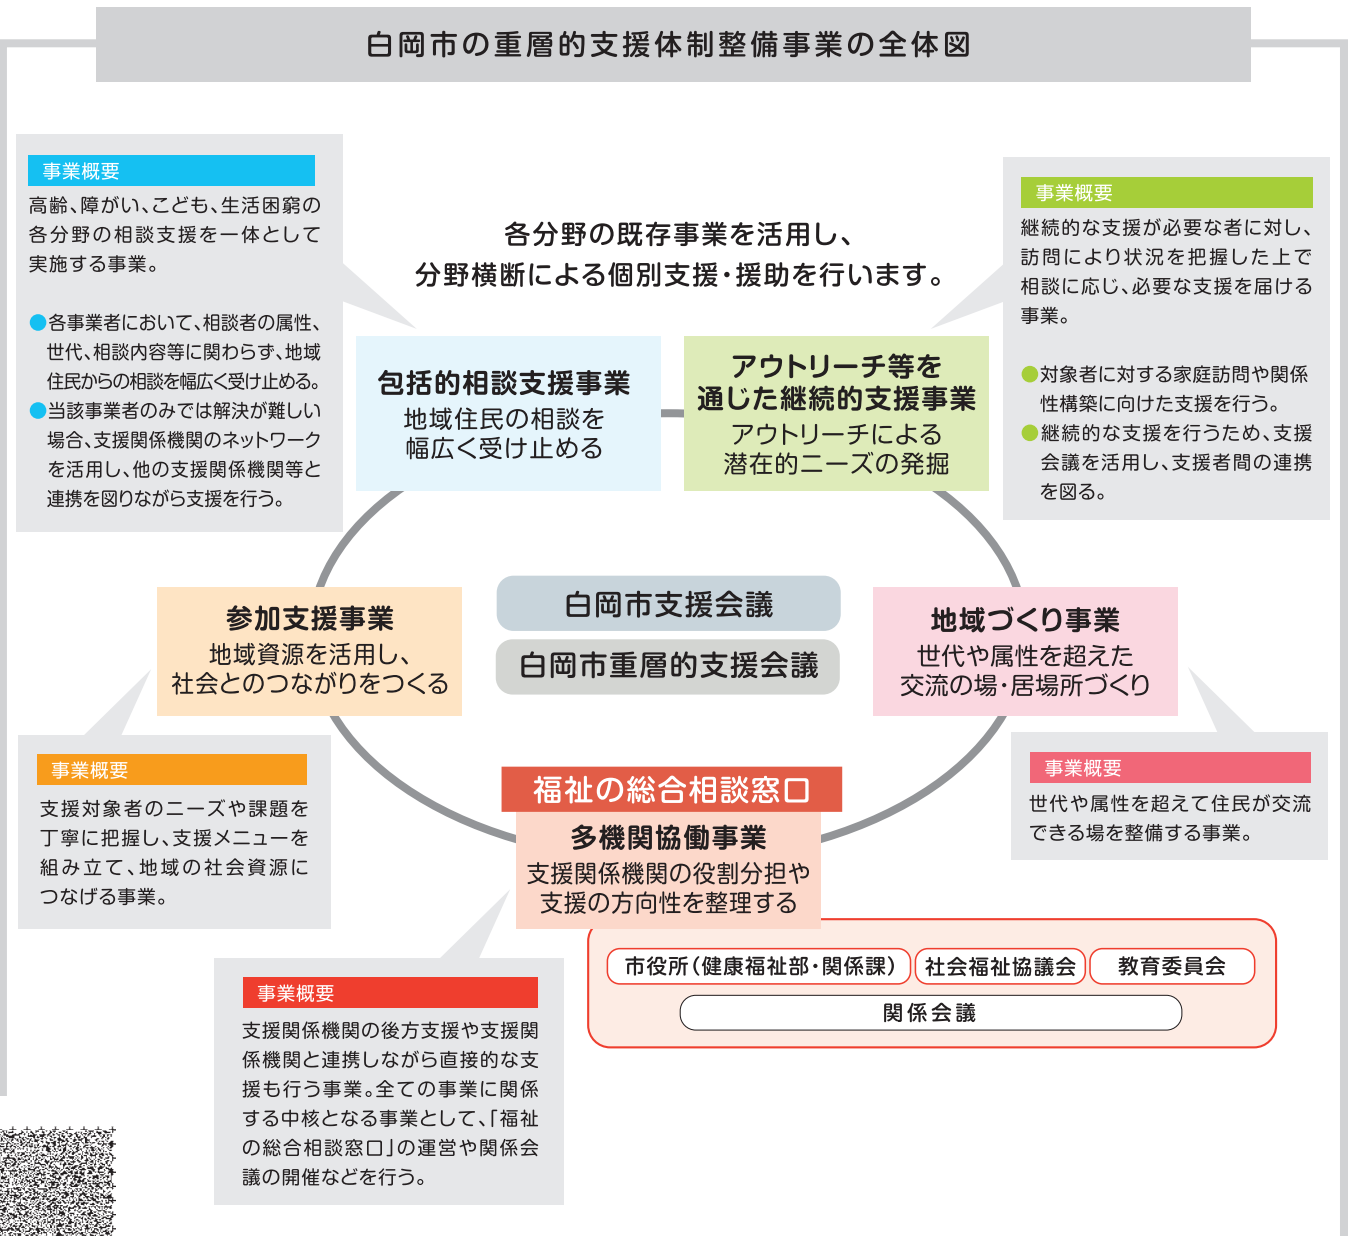 白岡市の重層的支援体制整備事業の全体図
事業概要
高齢、障がい、こども、生活困窮の
各分野の相談支援を一体として
実施する事業。
●各事業者において、相談者の属性、
世代、相談内容等に関わらず、地域
住民からの相談を幅広く受け止める。
●当該事業者のみでは解決が難しい
場合、支援関係機関のネットワーク
を活用し、他の支援関係機関等と
連携を図りながら支援を行う。
各分野の既存事業を活用し、
分野横断による個別支援・援助を行います。
事業概要
継続的な支援が必要な者に対し、
訪問により状況を把握した上で
相談に応じ、必要な支援を届ける
事業。
●対象者に対する家庭訪問や関係
性構築に向けた支援を行う。
●継続的な支援を行うため、支援
会議を活用し、支援者間の連携
を図る。
包括的相談支援事業
地域住民の相談を
幅広く受け止める
アウトリーチ等を
通じた継続的支援事業
アウトリーチによる
潜在的ニーズの発掘
参加支援事業
地域資源を活用し、
社会とのつながりをつくる
白岡市支援会議
白岡市重層的支援会議
地域づくり事業
世代や属性を超えた
交流の場・居場所づくり
事業概要
支援対象者のニーズや課題を
丁寧に把握し、支援メニューを
組み立て、地域の社会資源に
つなげる事業。
事業概要
世代や属性を超えて住民が交流
できる場を整備する事業。
福祉の総合相談窓口
多機関協働事業
支援関係機関の役割分担や
支援の方向性を整理する
市役所（健康福祉部・関係課）
社会福祉協議会
教育委員会
関係会議
事業概要
支援関係機関の後方支援や支援関
係機関と連携しながら直接的な支
援も行う事業。全ての事業に関係
する中核となる事業として、「福祉
の総合相談窓口」の運営や関係会
議の開催などを行う。